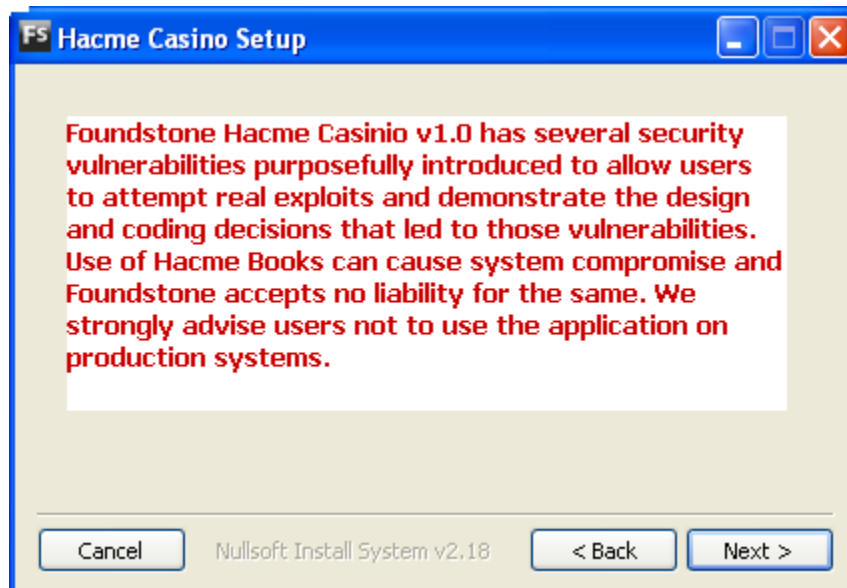 FS Hacme Casino Setup
Foundstone Hacme Casinio v1.0 has several security
vulnerabilities purposefully introduced to allow users
to attempt real exploits and demonstrate the design
and coding decisions that led to those vulnerabilities.
Use of Hacme Books can cause system compromise and
Foundstone accepts no liability for the same. We
strongly advise users not to use the application on
production systems.
Cancel Nullsoft Install System v2.18 < Back Next >